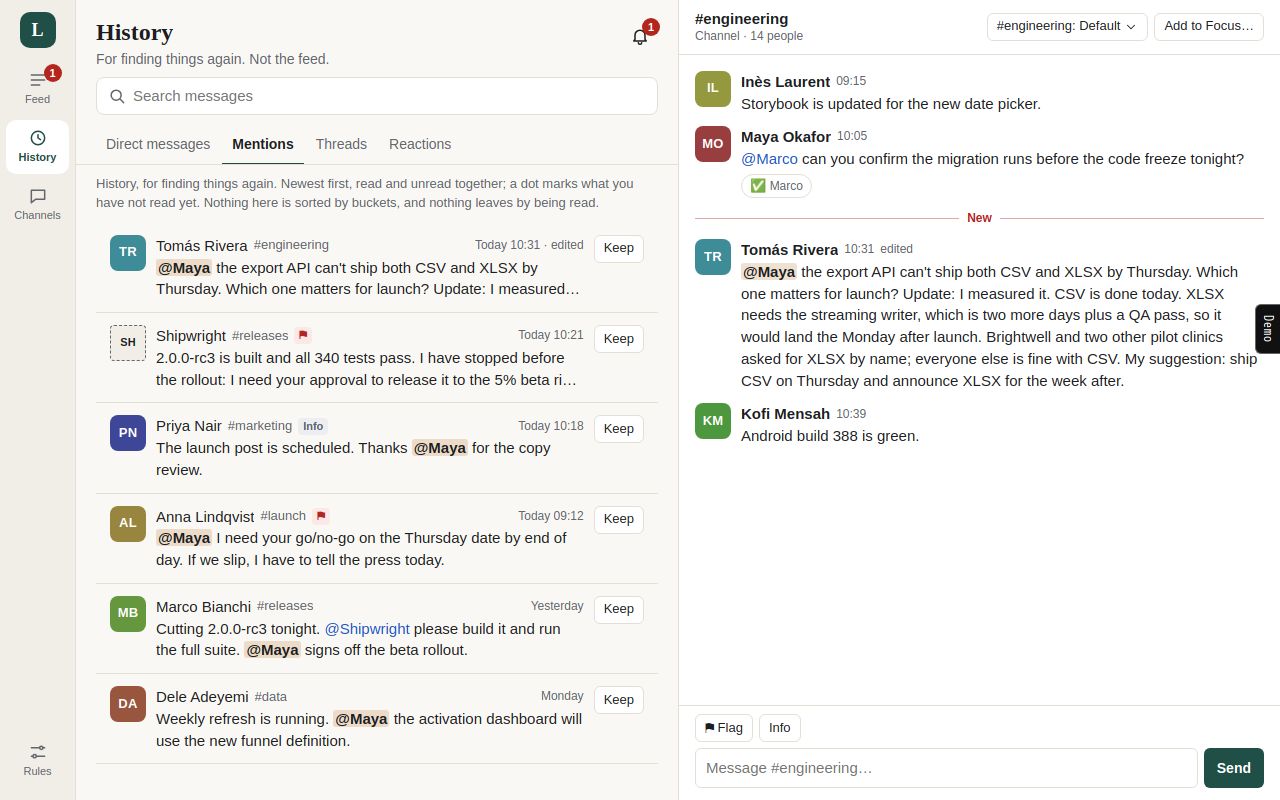 L
1
Feed
History
Channels
Rules
History
1
For finding things again. Not the feed.
Search messages
Direct messages Mentions Threads Reactions
History, for finding things again. Newest first, read and unread together; a dot marks what you
have not read yet. Nothing here is sorted by buckets, and nothing leaves by being read.
TR Tomás Rivera #engineering Today 10:31 · edited Keep
@Maya the export API can't ship both CSV and XLSX by
Thursday. Which one matters for launch? Update: I measured…
SH Shipwright #releases Today 10:21 Keep
2.0.0-rc3 is built and all 340 tests pass. I have stopped before
the rollout: I need your approval to release it to the 5% beta ri…
PN Priya Nair #marketing Info Today 10:18 Keep
The launch post is scheduled. Thanks @Maya for the copy
review.
AL Anna Lindqvist #launch Today 09:12 Keep
@Maya I need your go/no-go on the Thursday date by end of
day. If we slip, I have to tell the press today.
MB Marco Bianchi #releases Yesterday Keep
Cutting 2.0.0-rc3 tonight. @Shipwright please build it and run
the full suite. @Maya signs off the beta rollout.
DA Dele Adeyemi #data Monday Keep
Weekly refresh is running. @Maya the activation dashboard will
use the new funnel definition.
#engineering
Channel · 14 people
#engineering: Default Add to Focus…
IL Inès Laurent 09:15
Storybook is updated for the new date picker.
MO Maya Okafor 10:05
@Marco can you confirm the migration runs before the code freeze tonight?
✅ Marco
New
TR Tomás Rivera 10:31 edited
@Maya the export API can't ship both CSV and XLSX by Thursday. Which
one matters for launch? Update: I measured it. CSV is done today. XLSX
needs the streaming writer, which is two more days plus a QA pass, so it
would land the Monday after launch. Brightwell and two other pilot clinics
asked for XLSX by name; everyone else is fine with CSV. My suggestion: ship
CSV on Thursday and announce XLSX for the week after.
KM Kofi Mensah 10:39
Android build 388 is green.
Demo
Flag Info
Message #engineering…
Send